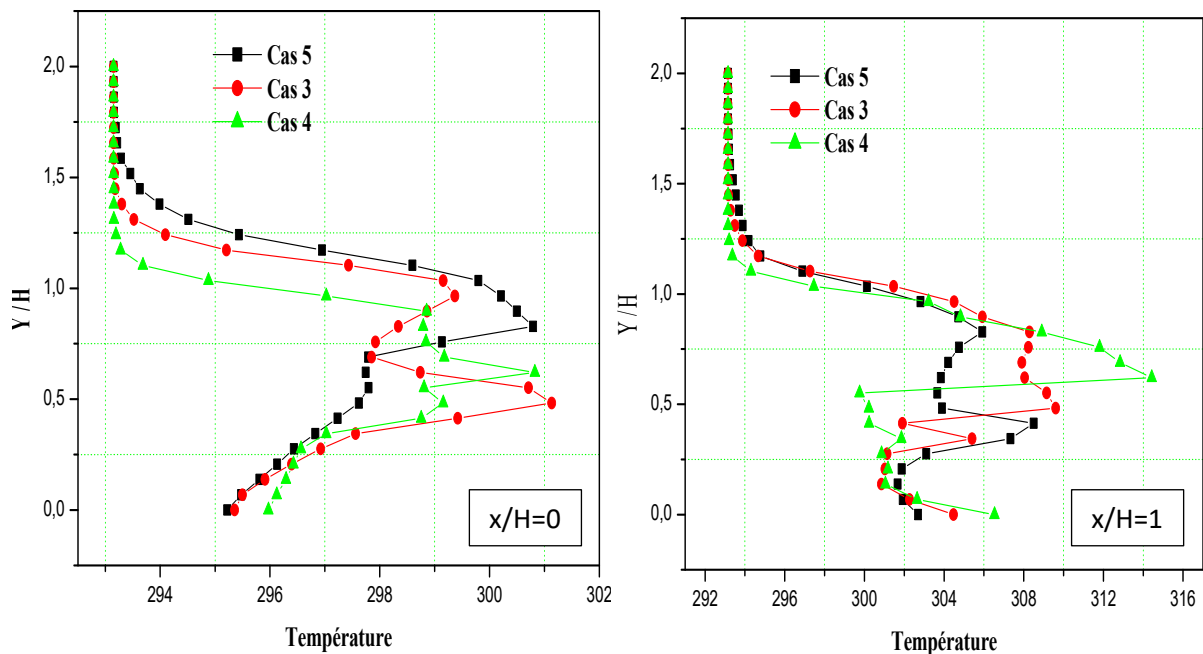 Cas 5
Cas 3
Cas 4
2,0
1,5
1,0
0,5
0,0
Y / H
x/H=0
294
296
298
300
302
Température
Cas 5
Cas 3
Cas 4
2,0
1,5
1,0
0,5
0,0
Y / H
x/H=1
292
296
300
304
308
312
316
Température